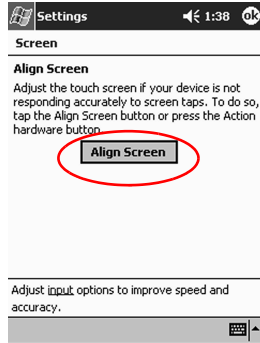 Settings 1:38 ok
Screen
Align Screen
Adjust the touch screen if your device is not
responding accurately to screen taps. To do so,
tap the Align Screen button or press the Action
hardware button.
Align Screen
Adjust input options to improve speed and
accuracy.